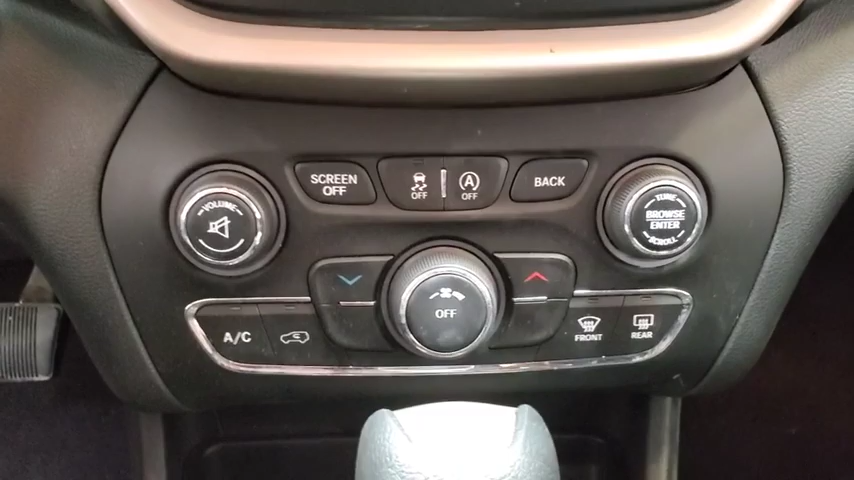 VOLUME
SCREEN
OFF
OFF
A
OFF
BACK
TUNE
BROWSE
ENTER
SCROLL
OFF
A/C
FRONT
REAR